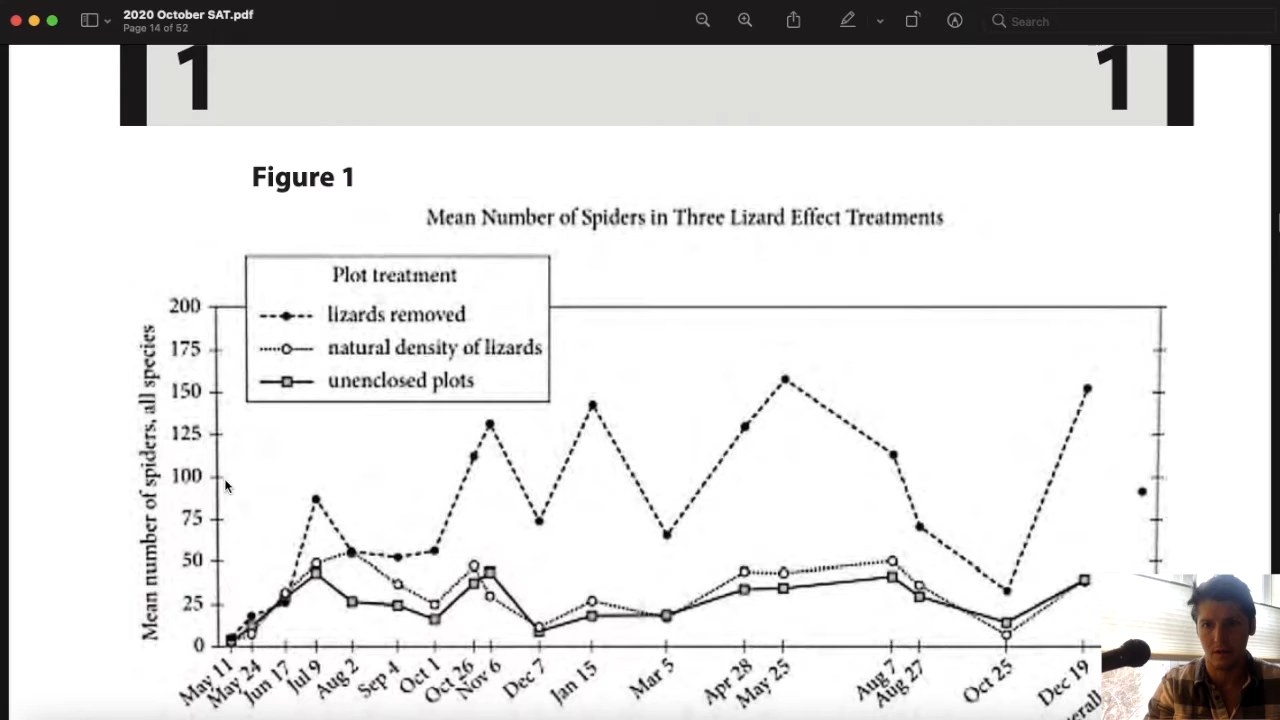 2020 October SAT.pdf
Page 14 of 52
Search
1 1
Figure 1
Mean Number of Spiders in Three Lizard Effect Treatments
Plot treatment
lizards removed
natural density of lizards
unenclosed plots
Mean number of spiders, all species
200
175
150
125
100
75
50
25
0
May 11
May 24
Jun 17
Jul 9
Aug 2
Sep 4
Oct 1
Oct 26
Nov 6
Dec 7
Jan 15
Mar 5
Apr 28
May 25
Aug 7
Aug 27
Oct 25
Dec 19